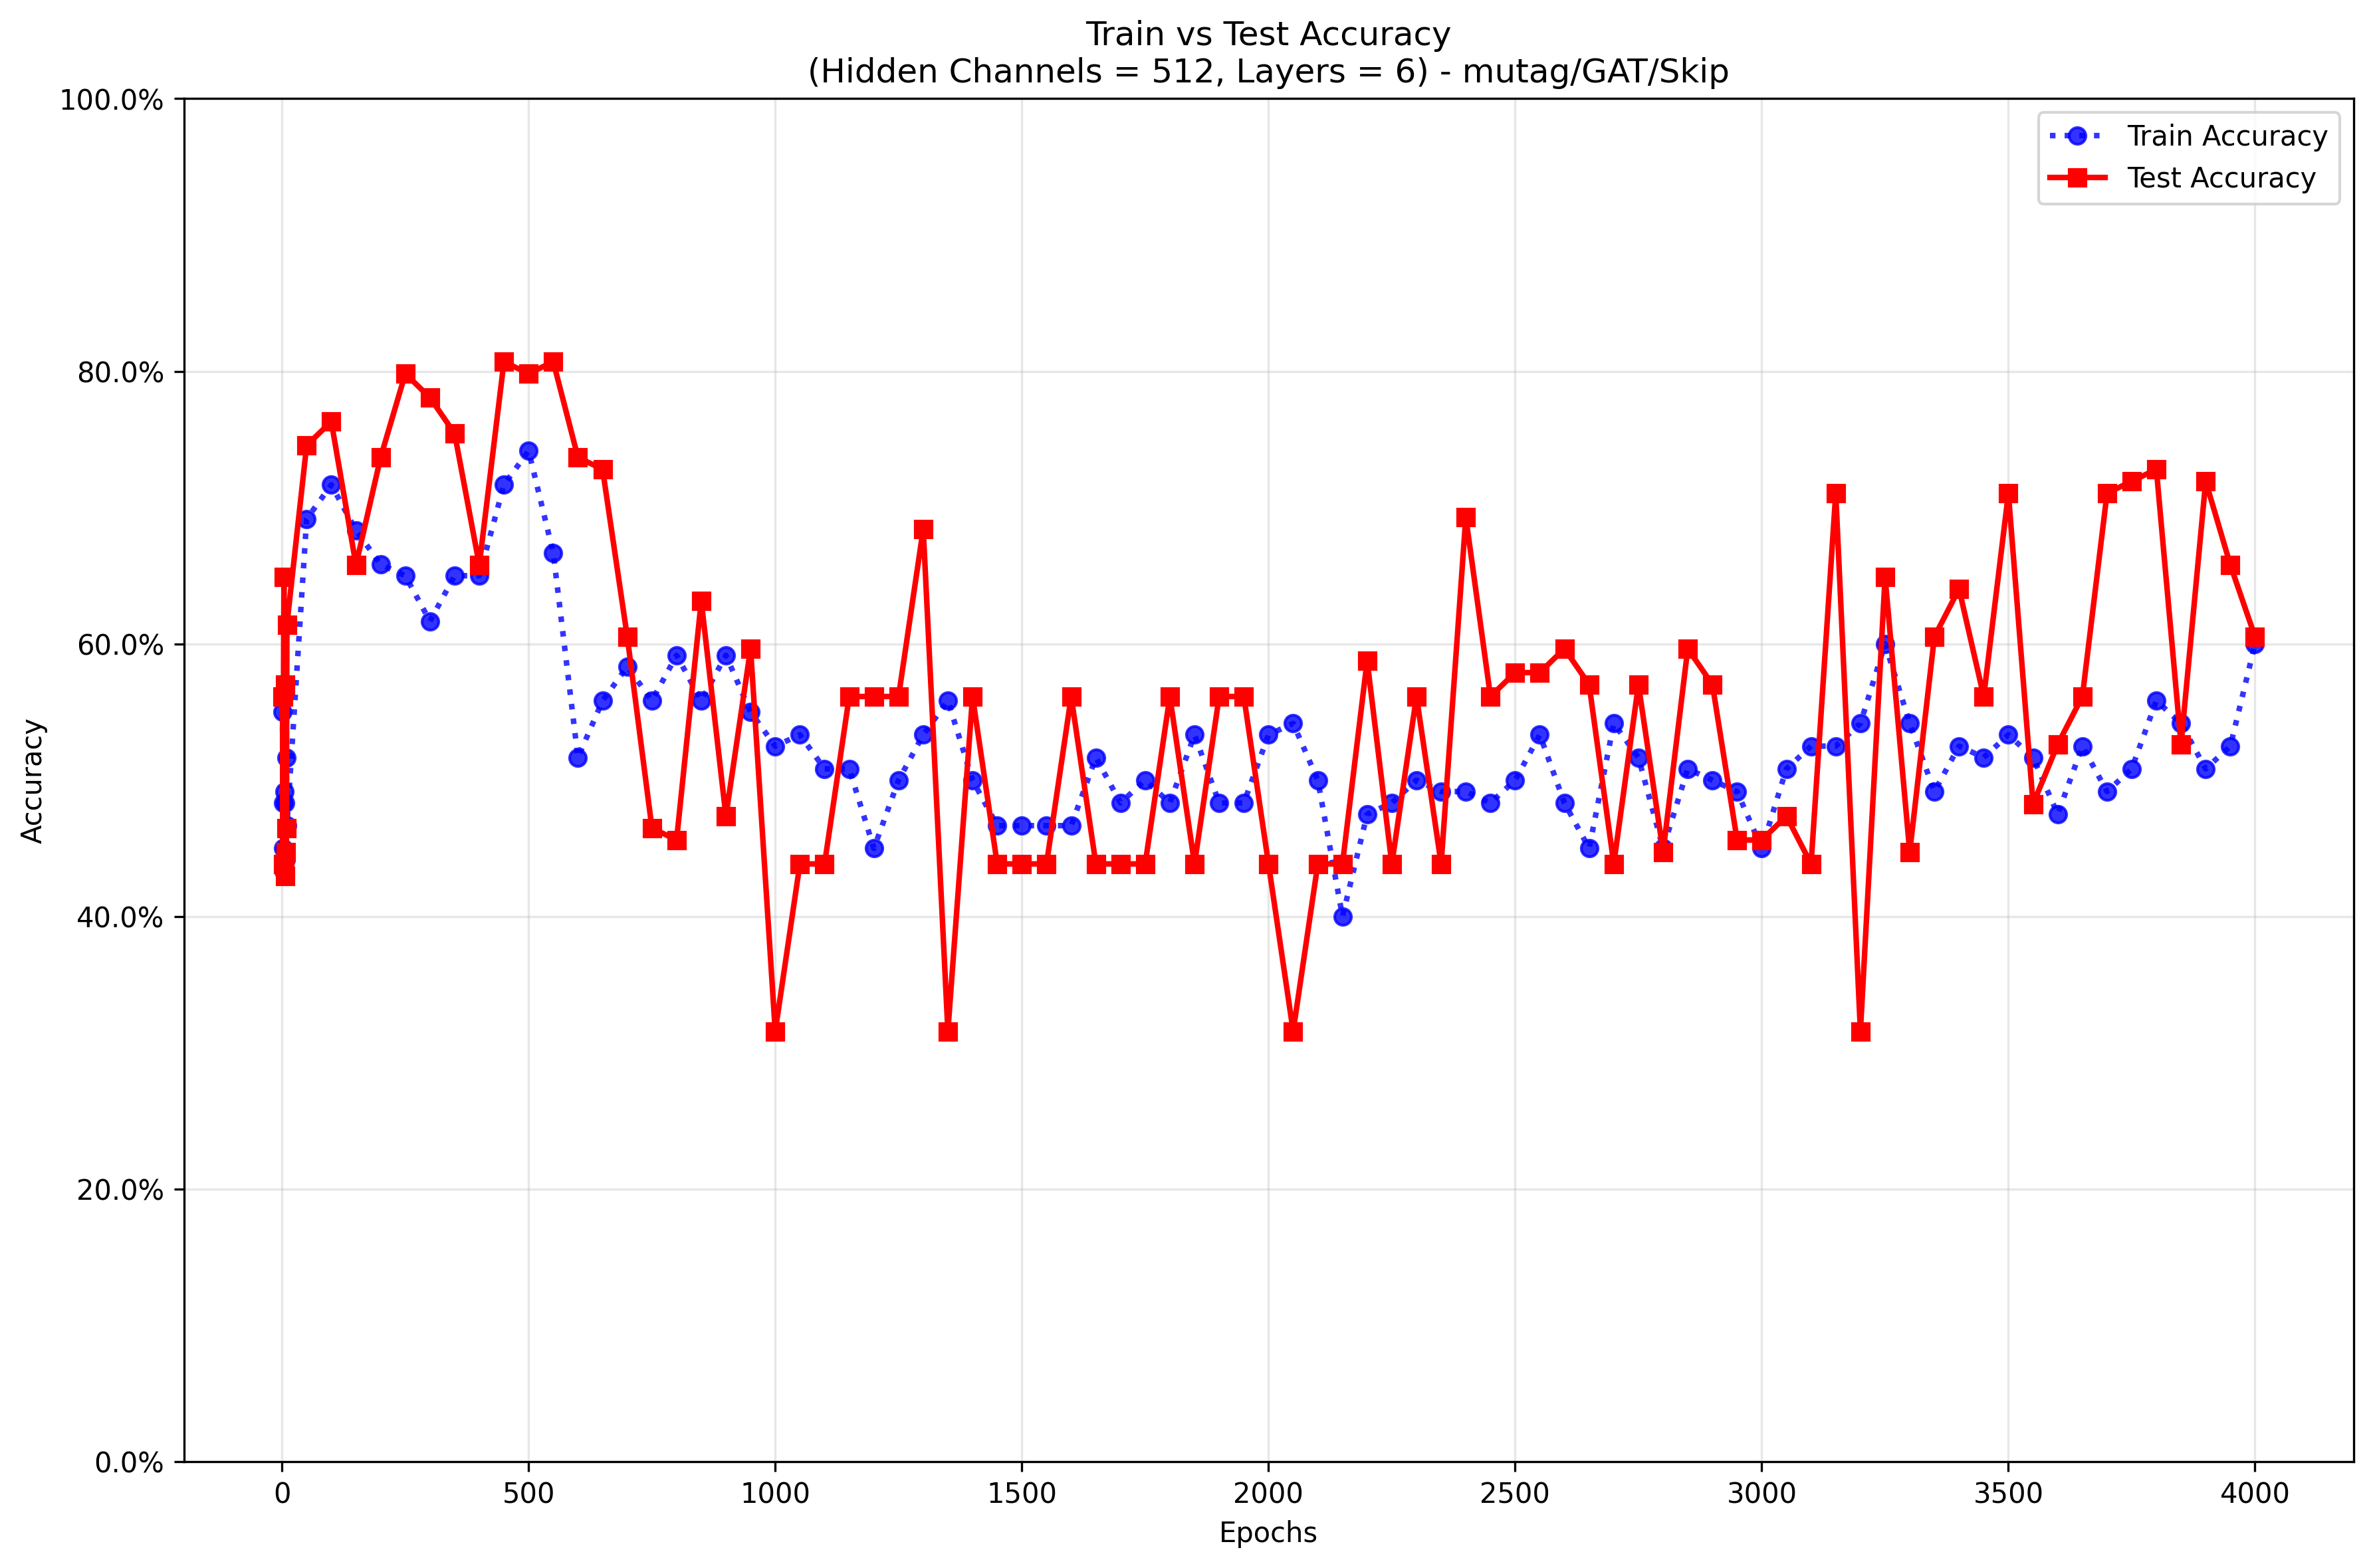 Train vs Test Accuracy
(Hidden Channels = 512, Layers = 6) - mutag/GAT/Skip
Train Accuracy
Test Accuracy
Accuracy
100.0%
80.0%
60.0%
40.0%
20.0%
0.0%
0 500 1000 1500 2000 2500 3000 3500 4000
Epochs